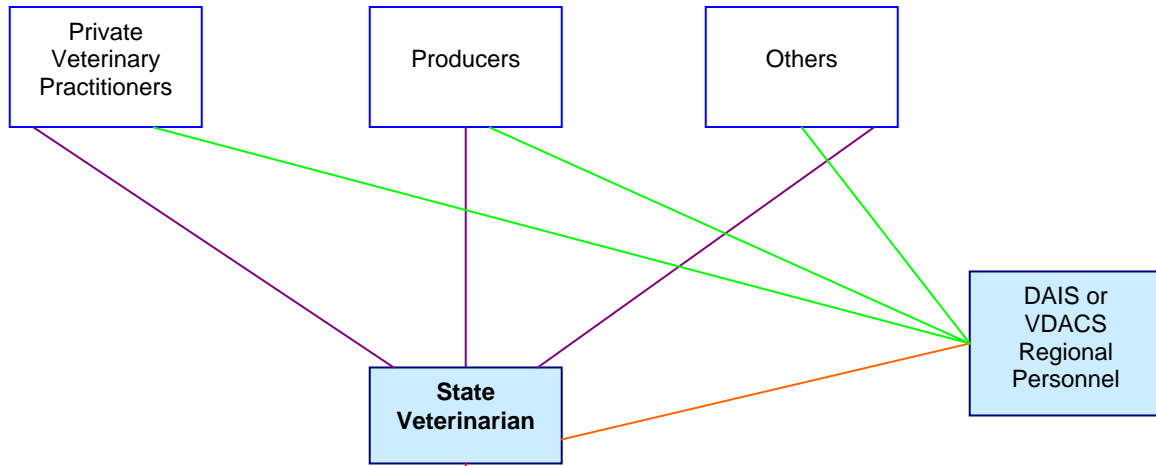 Private
Veterinary
Practitioners
Producers
Others
DAIS or
VDACS
Regional
Personnel
State
Veterinarian